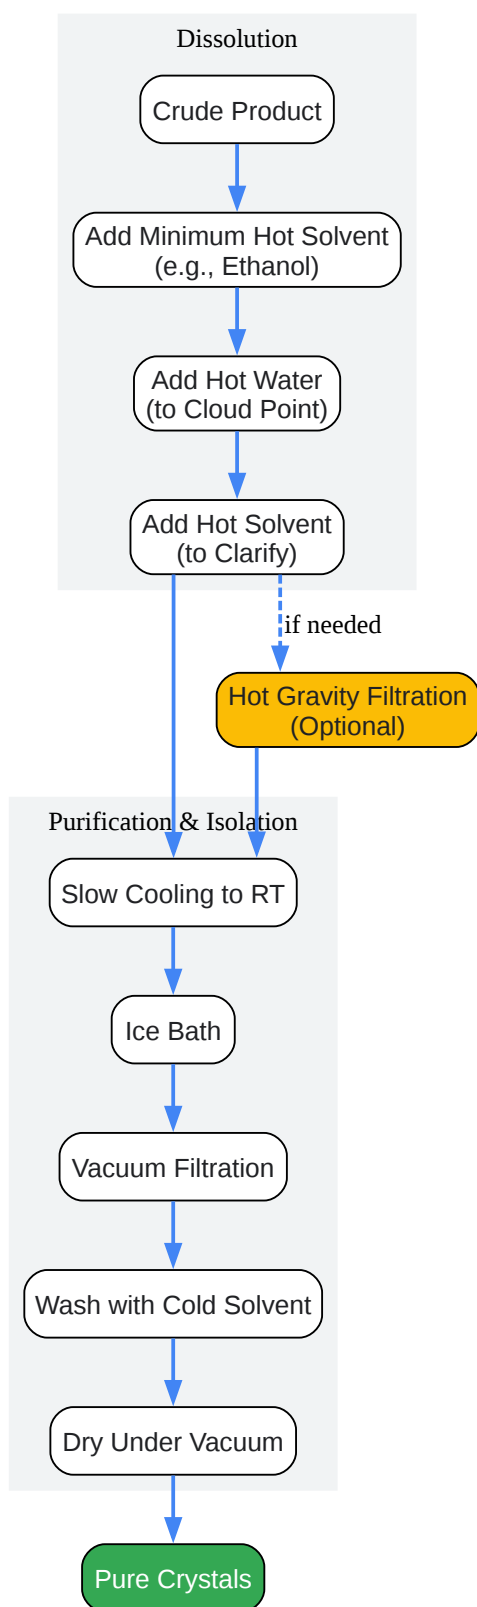 Dissolution
Crude Product
Add Minimum Hot Solvent
(e.g., Ethanol)
Add Hot Water
(to Cloud Point)
Add Hot Solvent
(to Clarify)
if needed
Hot Gravity Filtration
(Optional)
Purification & Isolation
Slow Cooling to RT
Ice Bath
Vacuum Filtration
Wash with Cold Solvent
Dry Under Vacuum
Pure Crystals